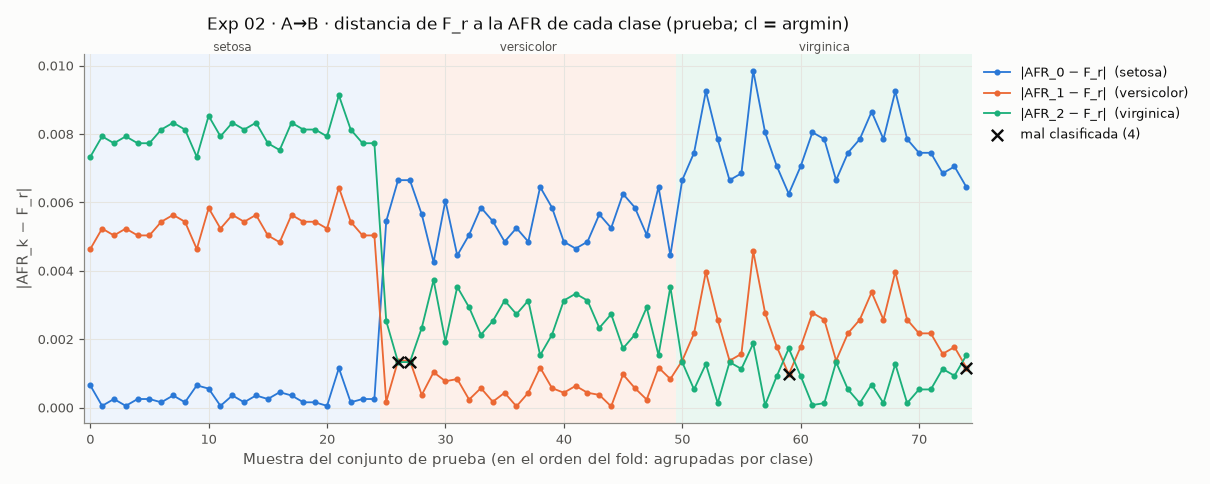 Exp 02 · A→B · distancia de F_r a la AFR de cada clase (prueba; cl = argmin)
setosa
versicolor
virginica
|AFR_0 − F_r| (setosa)
|AFR_1 − F_r| (versicolor)
|AFR_2 − F_r| (virginica)
mal clasificada (4)
|AFR_k − F_r|
0.010
0.008
0.006
0.004
0.002
0.000
0
10
20
30
40
50
60
70
Muestra del conjunto de prueba (en el orden del fold: agrupadas por clase)